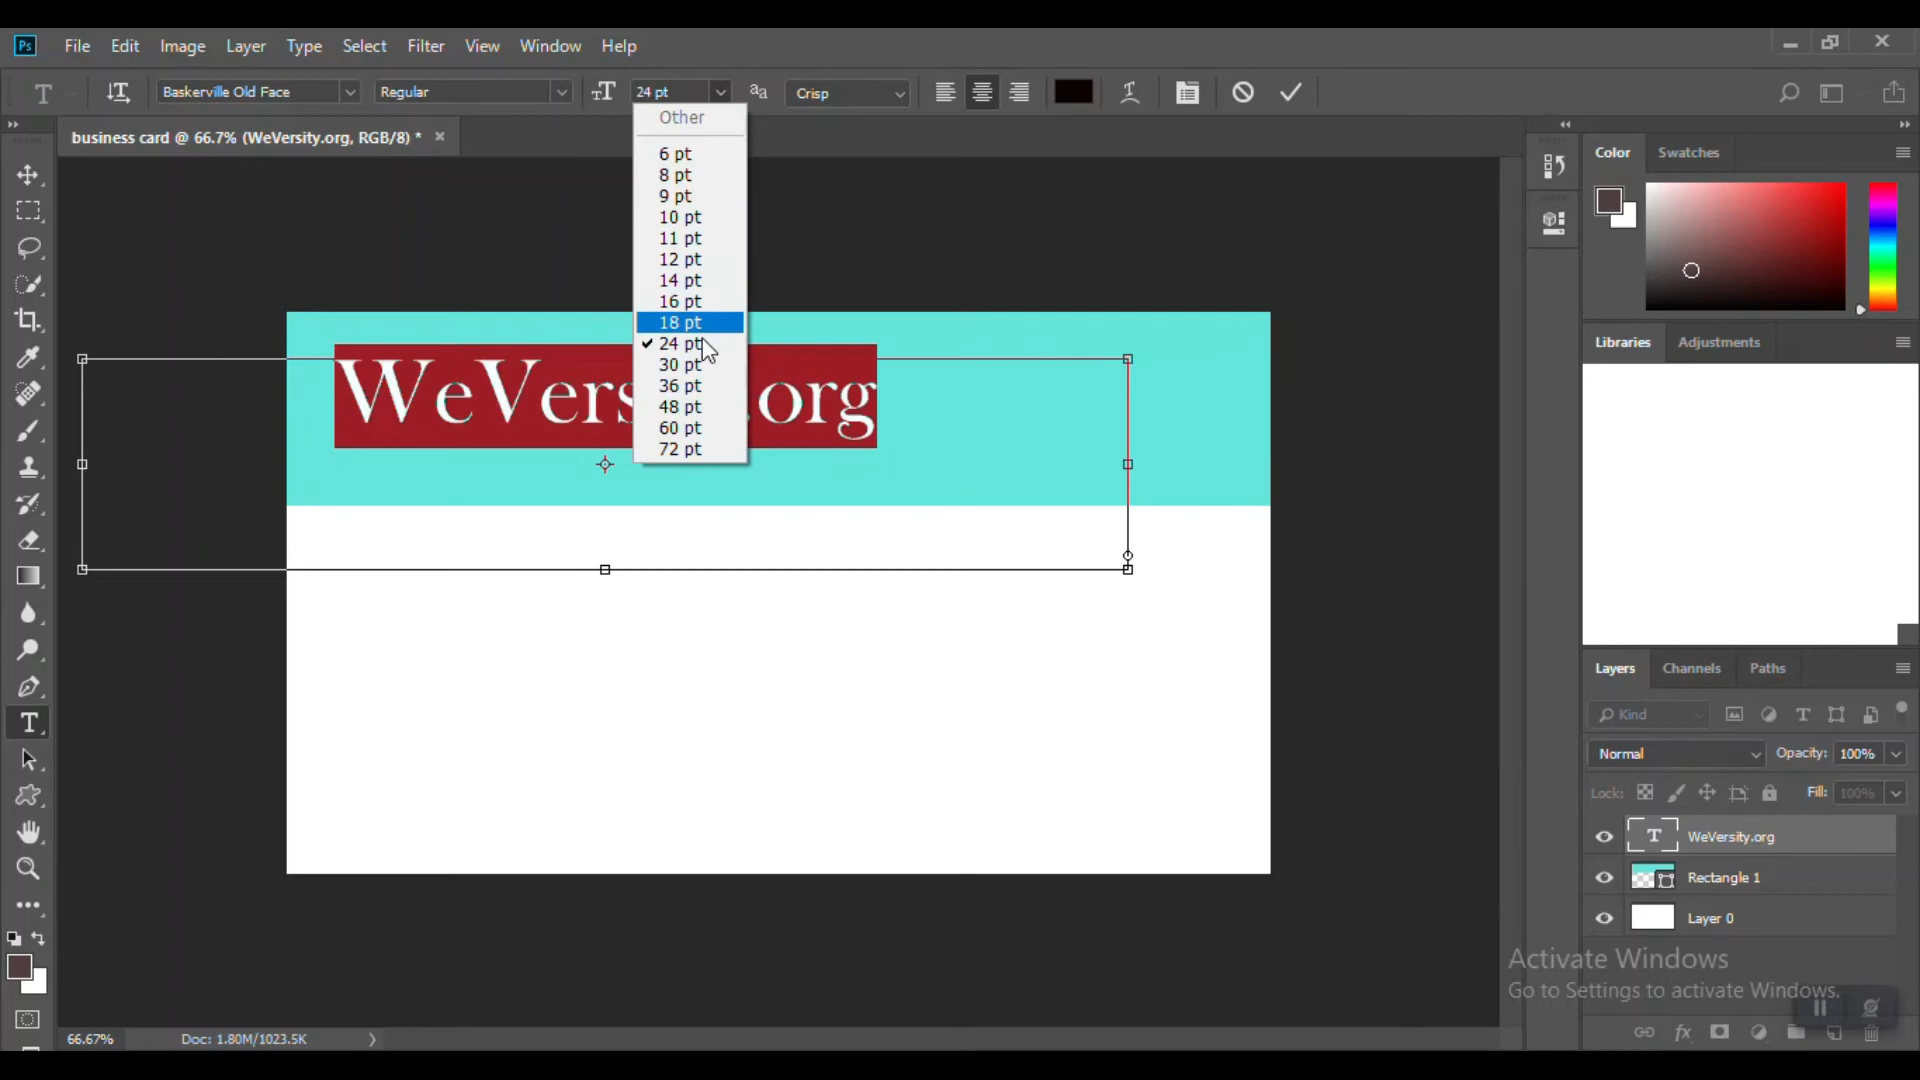 Ps File Edit Image Layer Type Select Filter View Window Help
T Baskerville Old Face Regular 24 pt Crisp
business card @ 66.7% (WeVersity.org, RGB/8) *
Other
6 pt
8 pt
9 pt
10 pt
11 pt
12 pt
14 pt
16 pt
18 pt
24 pt
30 pt
36 pt
48 pt
60 pt
72 pt
WeVers .org
Color Swatches
Libraries Adjustments
Layers Channels Paths
Kind
Normal Opacity: 100%
Lock: Fill: 100%
T WeVersity.org
Rectangle 1
Layer 0
Activate Windows
Go to Settings to activate Windows.
fx
66.67% Doc: 1.80M/1023.5K